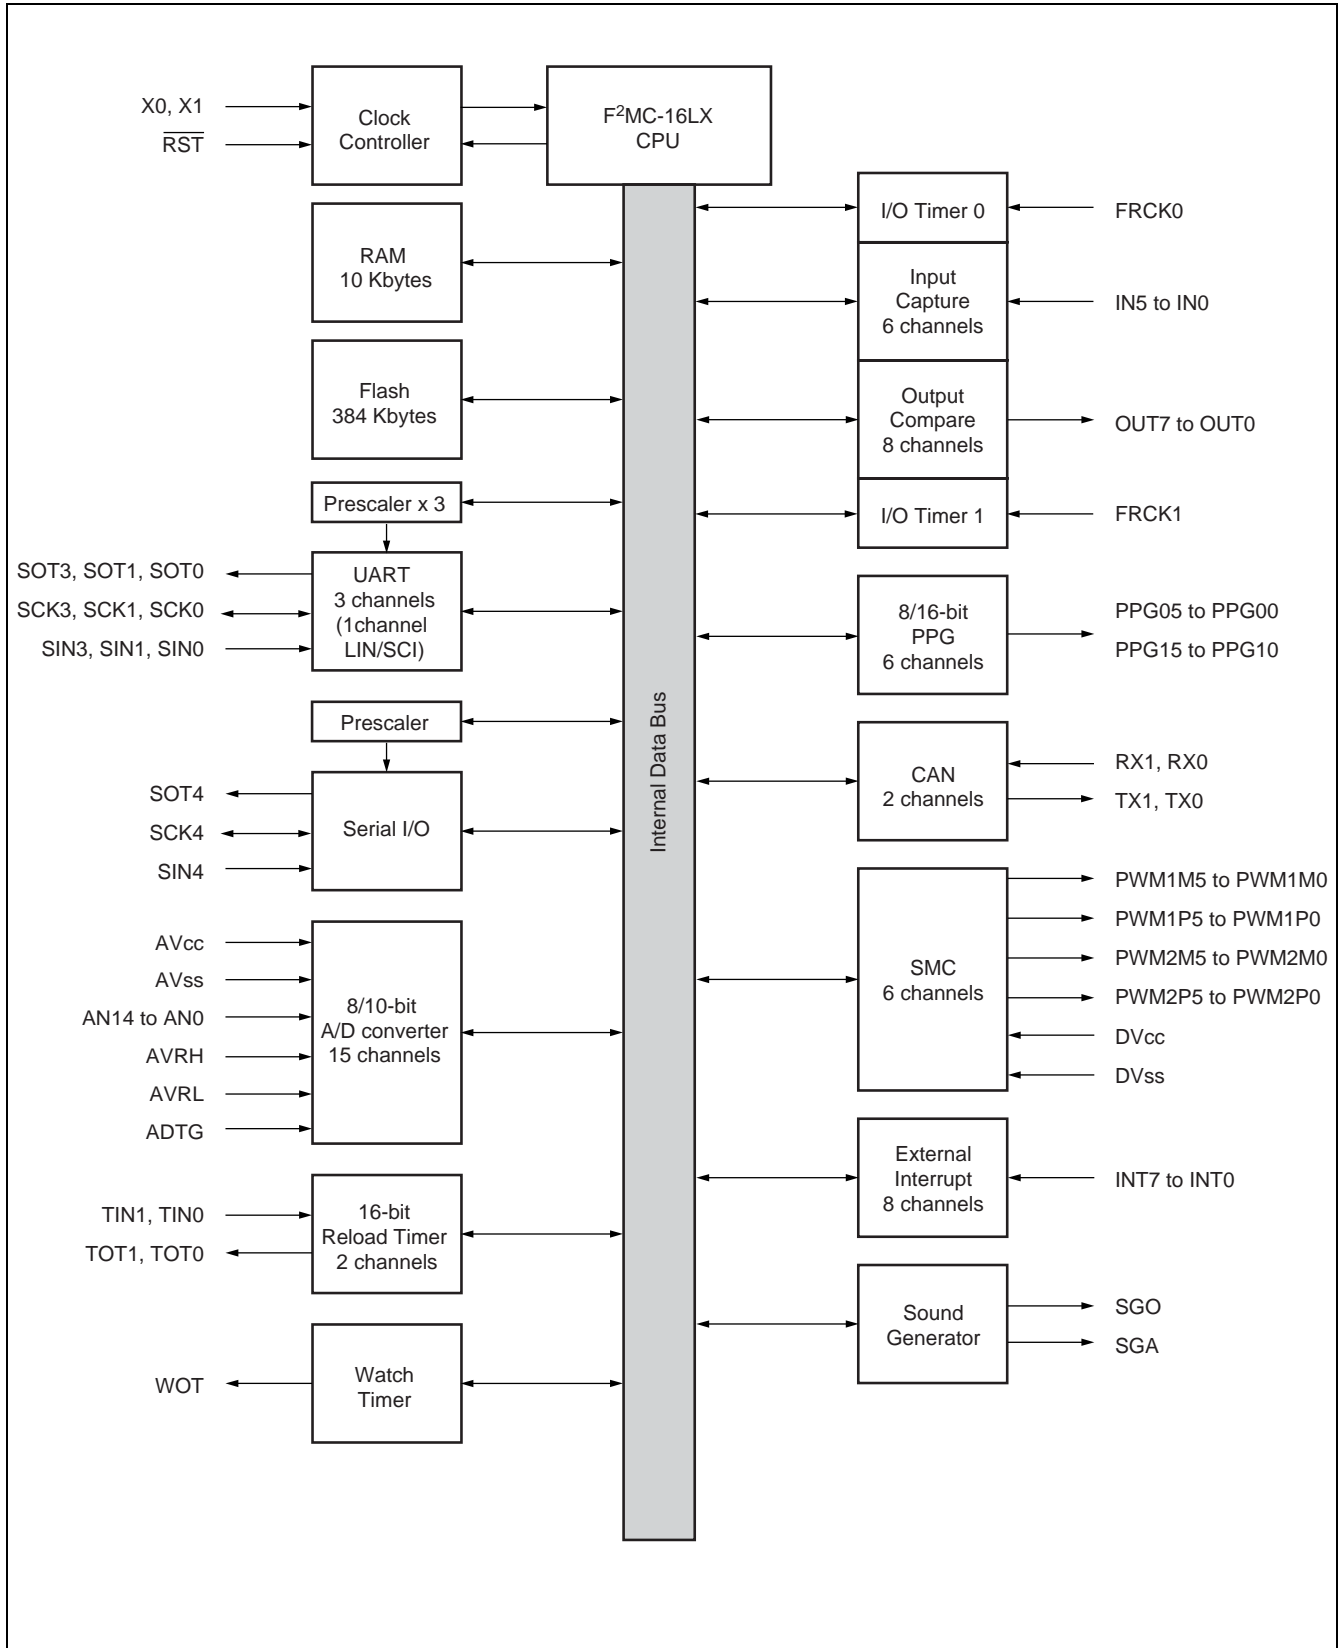 X0, X1
RST
Clock
Controller
F²MC-16LX
CPU
RAM
10 Kbytes
Flash
384 Kbytes
Prescaler x 3
SOT3, SOT1, SOT0
SCK3, SCK1, SCK0
SIN3, SIN1, SIN0
UART
3 channels
(1channel
LIN/SCI)
Prescaler
SOT4
SCK4
SIN4
Serial I/O
AVcc
AVss
AN14 to AN0
AVRH
AVRL
ADTG
8/10-bit
A/D converter
15 channels
TIN1, TIN0
TOT1, TOT0
16-bit
Reload Timer
2 channels
WOT
Watch
Timer
Internal Data Bus
I/O Timer 0
FRCK0
Input
Capture
6 channels
IN5 to IN0
Output
Compare
8 channels
OUT7 to OUT0
I/O Timer 1
FRCK1
8/16-bit
PPG
6 channels
PPG05 to PPG00
PPG15 to PPG10
CAN
2 channels
RX1, RX0
TX1, TX0
SMC
6 channels
PWM1M5 to PWM1M0
PWM1P5 to PWM1P0
PWM2M5 to PWM2M0
PWM2P5 to PWM2P0
DVcc
DVss
External
Interrupt
8 channels
INT7 to INT0
Sound
Generator
SGO
SGA